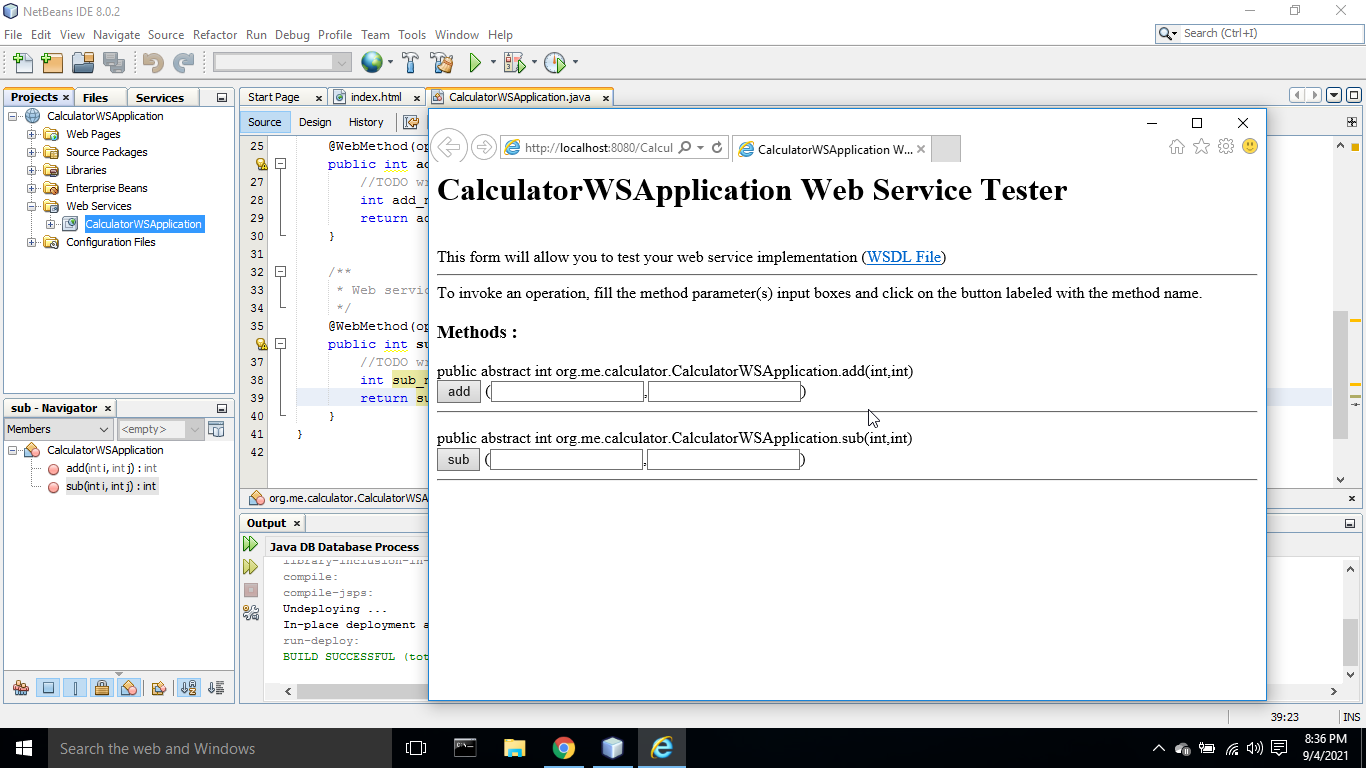 NetBeans IDE 8.0.2
File Edit View Navigate Source Refactor Run Debug Profile Team Tools Window Help
Search (Ctrl+I)
Projects Files Services
CalculatorWSApplication
Web Pages
Source Packages
Libraries
Enterprise Beans
Web Services
CalculatorWSApplication
Configuration Files
sub - Navigator
Members <empty>
CalculatorWSApplication
add(int i, int j) : int
sub(int i, int j) : int
Start Page index.html CalculatorWSApplication.java
Source Design History
25 @WebMethod(op
public int ad
27 //TODO wr
28 int add_r
29 return ad
30 }
31
32 /**
33 * Web servic
34 */
35 @WebMethod(op
public int su
37 //TODO wr
38 int sub_r
39 return su
40 }
41 }
42
org.me.calculator.CalculatorWSA
Output
Java DB Database Process
library-inclusion-in-
compile:
compile-jsps:
Undeploying ...
In-place deployment a
run-deploy:
BUILD SUCCESSFUL (tot
http://localhost:8080/Calcul
CalculatorWSApplication W...
CalculatorWSApplication Web Service Tester
This form will allow you to test your web service implementation (WSDL File)
To invoke an operation, fill the method parameter(s) input boxes and click on the button labeled with the method name.
Methods :
public abstract int org.me.calculator.CalculatorWSApplication.add(int,int)
add ( , )
public abstract int org.me.calculator.CalculatorWSApplication.sub(int,int)
sub ( , )
39:23 INS
Search the web and Windows
8:36 PM
9/4/2021